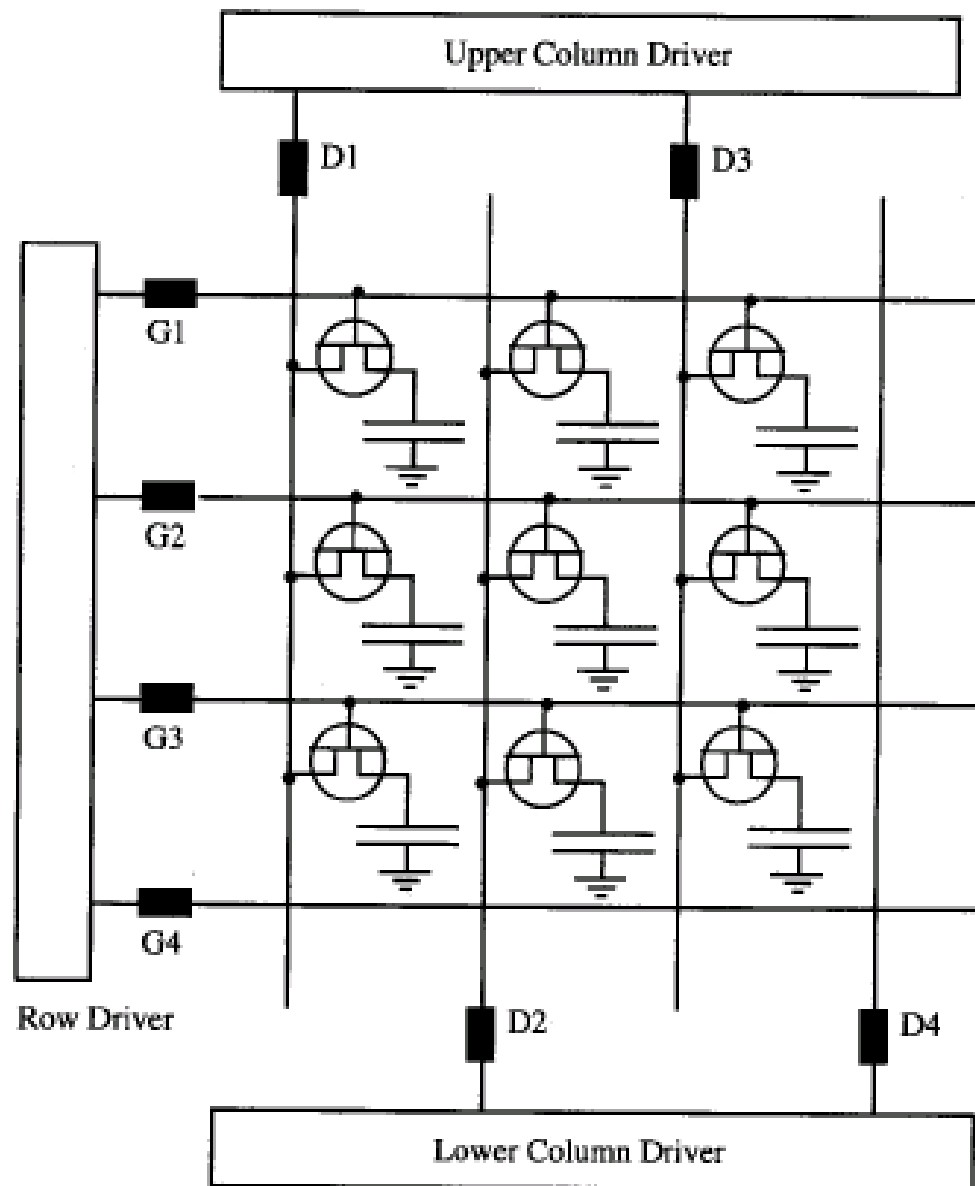 Upper Column Driver
D1
D3
G1
G2
G3
G4
Row Driver
D2
D4
Lower Column Driver